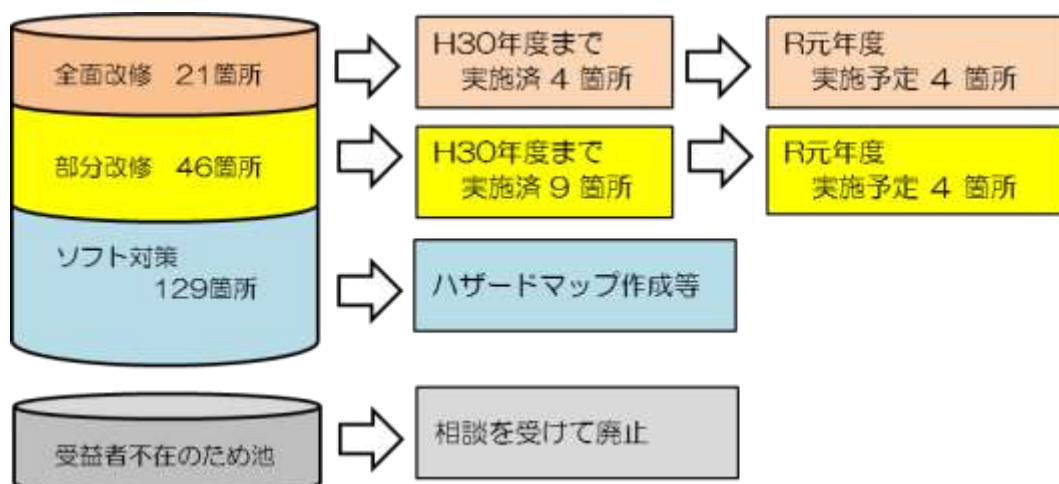 全面改修 21箇所
H30年度まで
実施済 4 箇所
R元年度
実施予定 4 箇所
部分改修 46箇所
H30年度まで
実施済 9 箇所
R元年度
実施予定 4 箇所
ソフト対策
129箇所
ハザードマップ作成等
受益者不在のため池
相談を受けて廃止